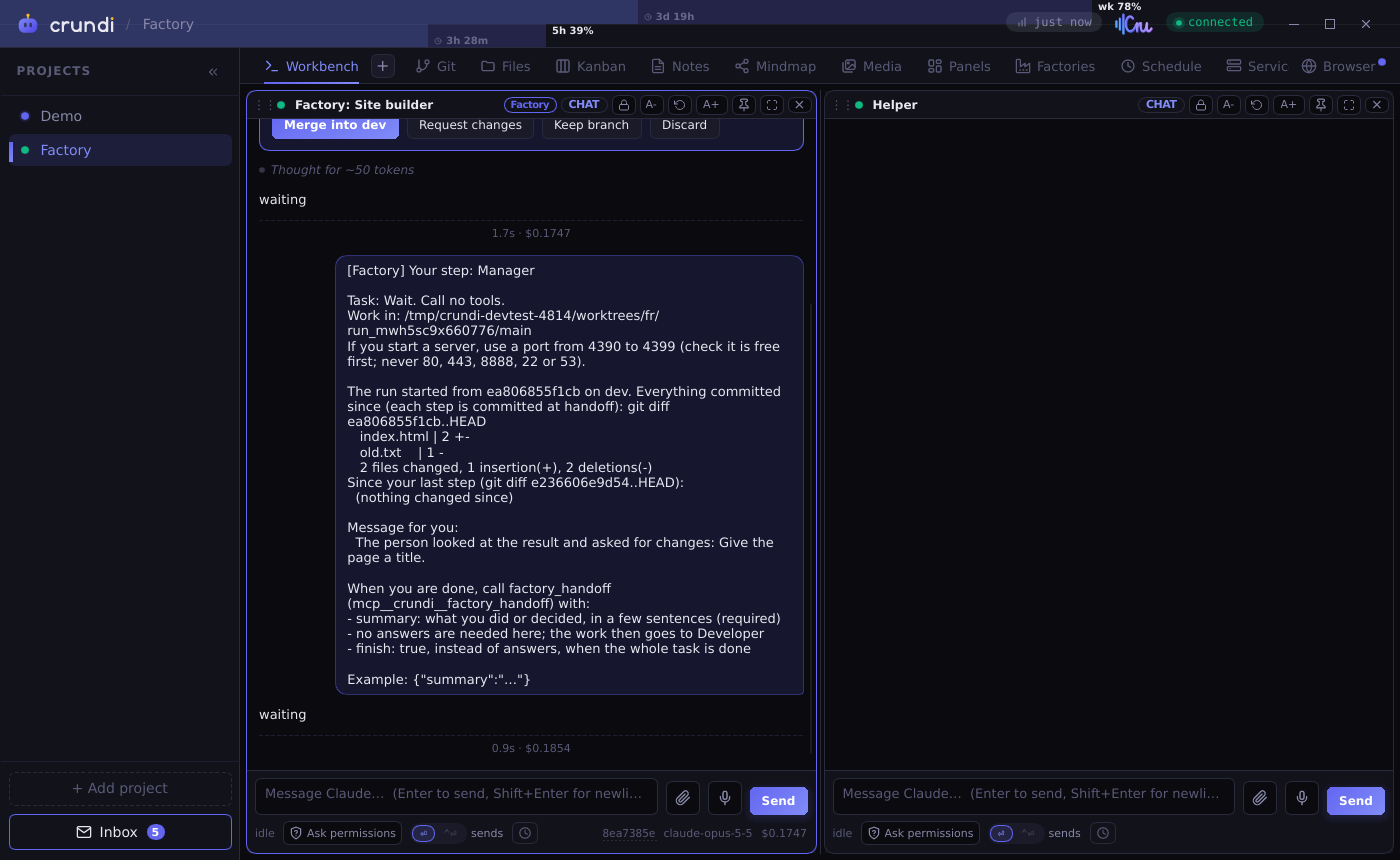 crundi / Factory
3d 19h
wk 78%
3h 28m
5h 39%
just now
Cru
connected
PROJECTS
«
Demo
Factory
+ Add project
Inbox 5
Workbench
+
Git
Files
Kanban
Notes
Mindmap
Media
Panels
Factories
Schedule
Servic
Browser
Factory: Site builder
Factory
CHAT
A-
A+
Merge into dev
Request changes
Keep branch
Discard
Thought for ~50 tokens
waiting
1.7s · $0.1747
[Factory] Your step: Manager
Task: Wait. Call no tools.
Work in: /tmp/crundi-devtest-4814/worktrees/fr/
run_mwh5sc9x660776/main
If you start a server, use a port from 4390 to 4399 (check it is free
first; never 80, 443, 8888, 22 or 53).
The run started from ea806855f1cb on dev. Everything committed
since (each step is committed at handoff): git diff
ea806855f1cb..HEAD
index.html | 2 +-
old.txt | 1 -
2 files changed, 1 insertion(+), 2 deletions(-)
Since your last step (git diff e236606e9d54..HEAD):
(nothing changed since)
Message for you:
The person looked at the result and asked for changes: Give the
page a title.
When you are done, call factory_handoff
(mcp__crundi__factory_handoff) with:
- summary: what you did or decided, in a few sentences (required)
- no answers are needed here; the work then goes to Developer
- finish: true, instead of answers, when the whole task is done
Example: {"summary":"..."}
waiting
0.9s · $0.1854
Message Claude… (Enter to send, Shift+Enter for newli…
Send
idle
Ask permissions
sends
8ea7385e
claude-opus-5-5
$0.1747
Helper
CHAT
A-
A+
Message Claude… (Enter to send, Shift+Enter for newli…
Send
idle
Ask permissions
sends